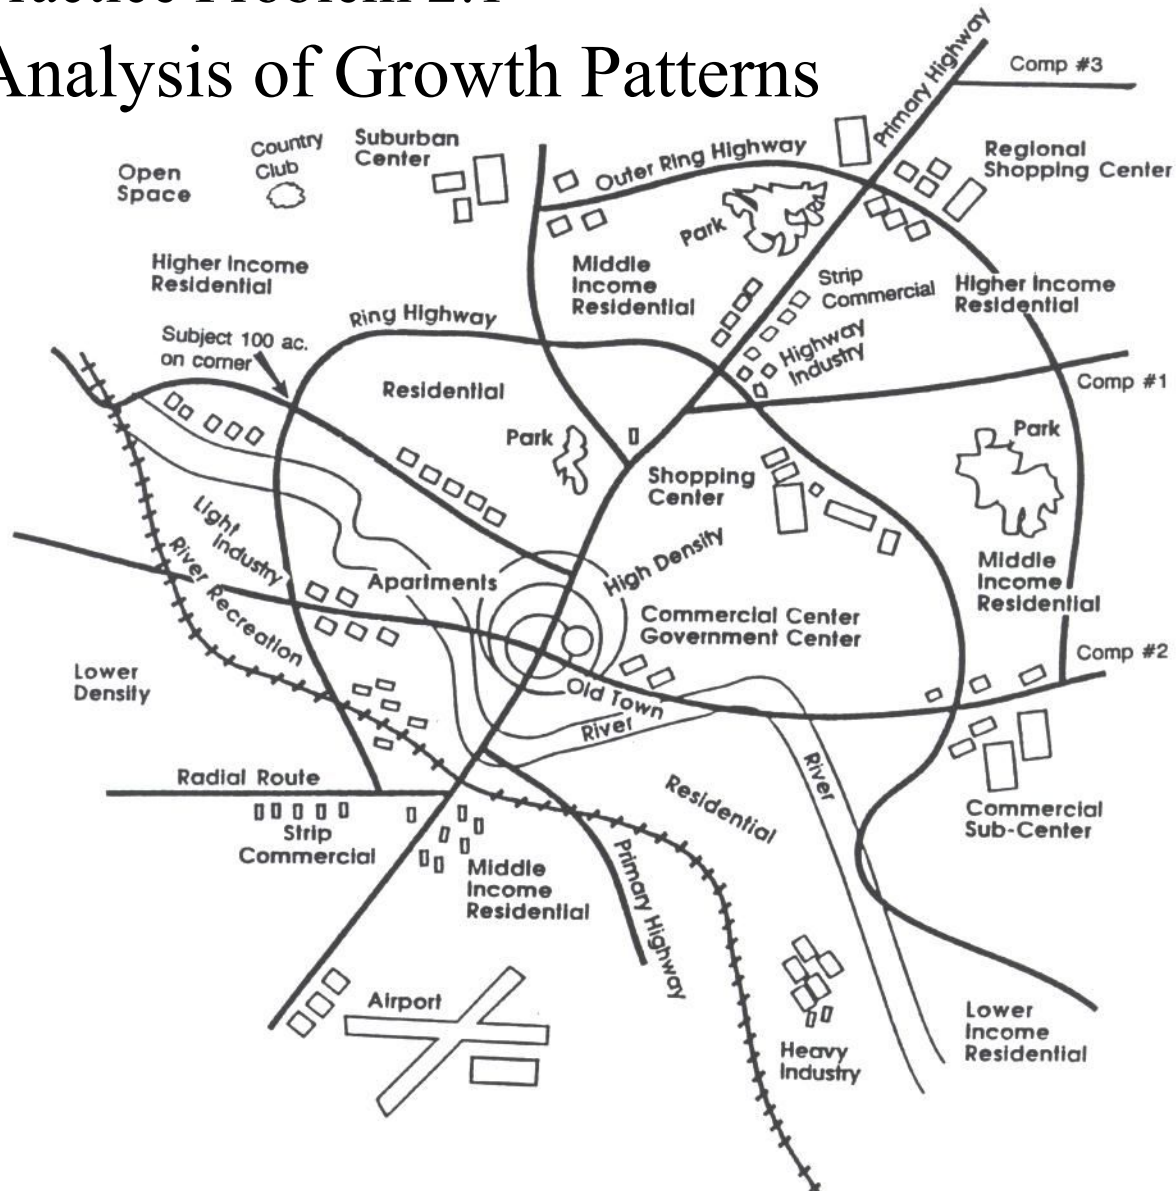 Analysis of Growth Patterns
Primary Highway
Comp #3
Country
Club
Suburban
Center
Open
Space
Outer Ring Highway
Regional
Shopping Center
Park
Higher Income
Residential
Middle
Income
Residential
Strip
Commercial
Higher Income
Residential
Ring Highway
Subject 100 ac.
on corner
Highway
Industry
Comp #1
Residential
Park
Shopping
Center
Park
Light
Industry
River Recreation
Apartments
High Density
Middle
Income
Residential
Commercial Center
Government Center
Comp #2
Lower
Density
Old Town
River
Radial Route
Strip
Commercial
Residential
River
Commercial
Sub-Center
Middle
Income
Residential
Primary Highway
Airport
Heavy
Industry
Lower
Income
Residential